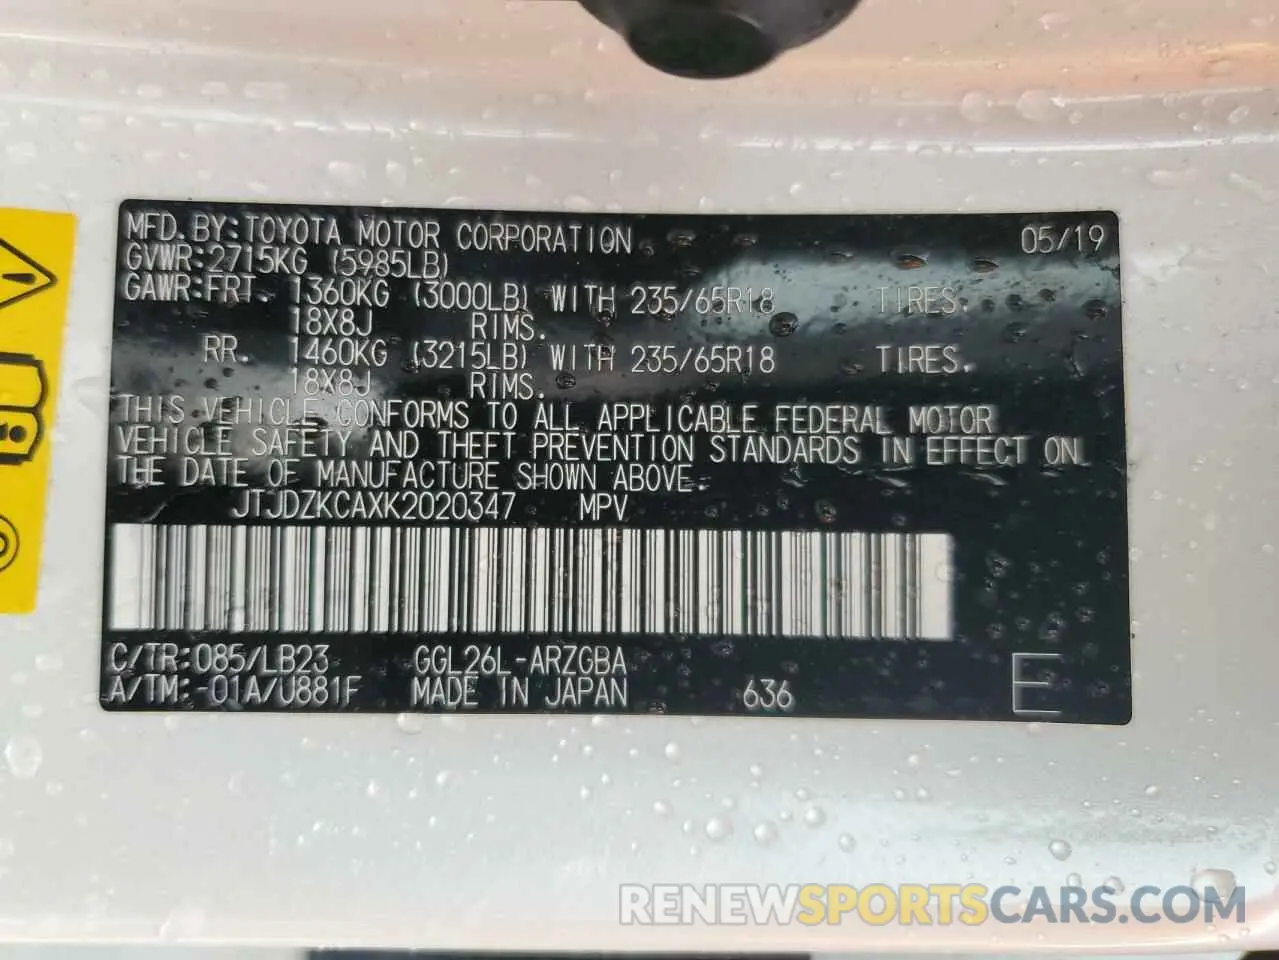 MFD. BY: TOYOTA MOTOR CORPORATION 05/19
GVWR: 2715KG (5985LB)
GAWR: FRT. 1360KG (3000LB) WITH 235/65R18 TIRES.
18X8J RIMS.
RR. 1460KG (3215LB) WITH 235/65R18 TIRES.
18X8J RIMS.
THIS VEHICLE CONFORMS TO ALL APPLICABLE FEDERAL MOTOR
VEHICLE SAFETY AND THEFT PREVENTION STANDARDS IN EFFECT ON
THE DATE OF MANUFACTURE SHOWN ABOVE.
JTJDZKCAXK2020347 MPV
C/TR: 085/LB23 GGL26L-ARZGBA
A/TM: -01A/U881F MADE IN JAPAN 636 E
RENEWSPORTSCARS.COM